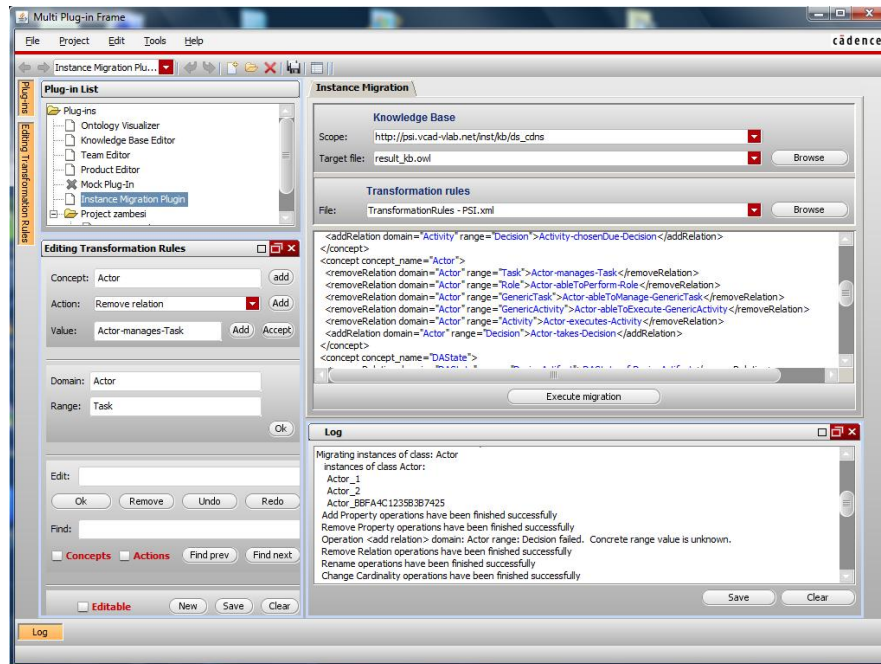 Multi Plug-in Frame
File Project Edit Tools Help
cādence
Instance Migration Plu...
Plug-ins
Editing Transformation Rules
Plug-in List
Plug-ins
Ontology Visualizer
Knowledge Base Editor
Team Editor
Product Editor
Mock Plug-In
Instance Migration Plugin
Project zambesi
Editing Transformation Rules
Concept: Actor add
Action: Remove relation Add
Value: Actor-manages-Task Add Accept
Domain: Actor
Range: Task
Ok
Edit:
Ok Remove Undo Redo
Find:
Concepts Actions Find prev Find next
Editable New Save Clear
Instance Migration
Knowledge Base
Scope: http://psi.vcad-vlab.net/inst/kb/ds_cdns
Target file: result_kb.owl Browse
Transformation rules
File: TransformationRules - PSI.xml Browse
<addRelation domain="Activity" range="Decision">Activity-chosenDue-Decision</addRelation>
</concept>
<concept concept_name="Actor">
<removeRelation domain="Actor" range="Task">Actor-manages-Task</removeRelation>
<removeRelation domain="Actor" range="Role">Actor-ableToPerform-Role</removeRelation>
<removeRelation domain="Actor" range="GenericTask">Actor-ableToManage-GenericTask</removeRelation>
<removeRelation domain="Actor" range="GenericActivity">Actor-ableToExecute-GenericActivity</removeRelation>
<removeRelation domain="Actor" range="Activity">Actor-executes-Activity</removeRelation>
<addRelation domain="Actor" range="Decision">Actor-takes-Decision</addRelation>
</concept>
<concept concept_name="DAState">
Execute migration
Log
Migrating instances of class: Actor
instances of class Actor:
Actor_1
Actor_2
Actor_BBFA4C1235B3B7425
Add Property operations have been finished successfully
Remove Property operations have been finished successfully
Operation <add relation> domain: Actor range: Decision failed. Concrete range value is unknown.
Remove Relation operations have been finished successfully
Rename operations have been finished successfully
Change Cardinality operations have been finished successfully
Save Clear
Log